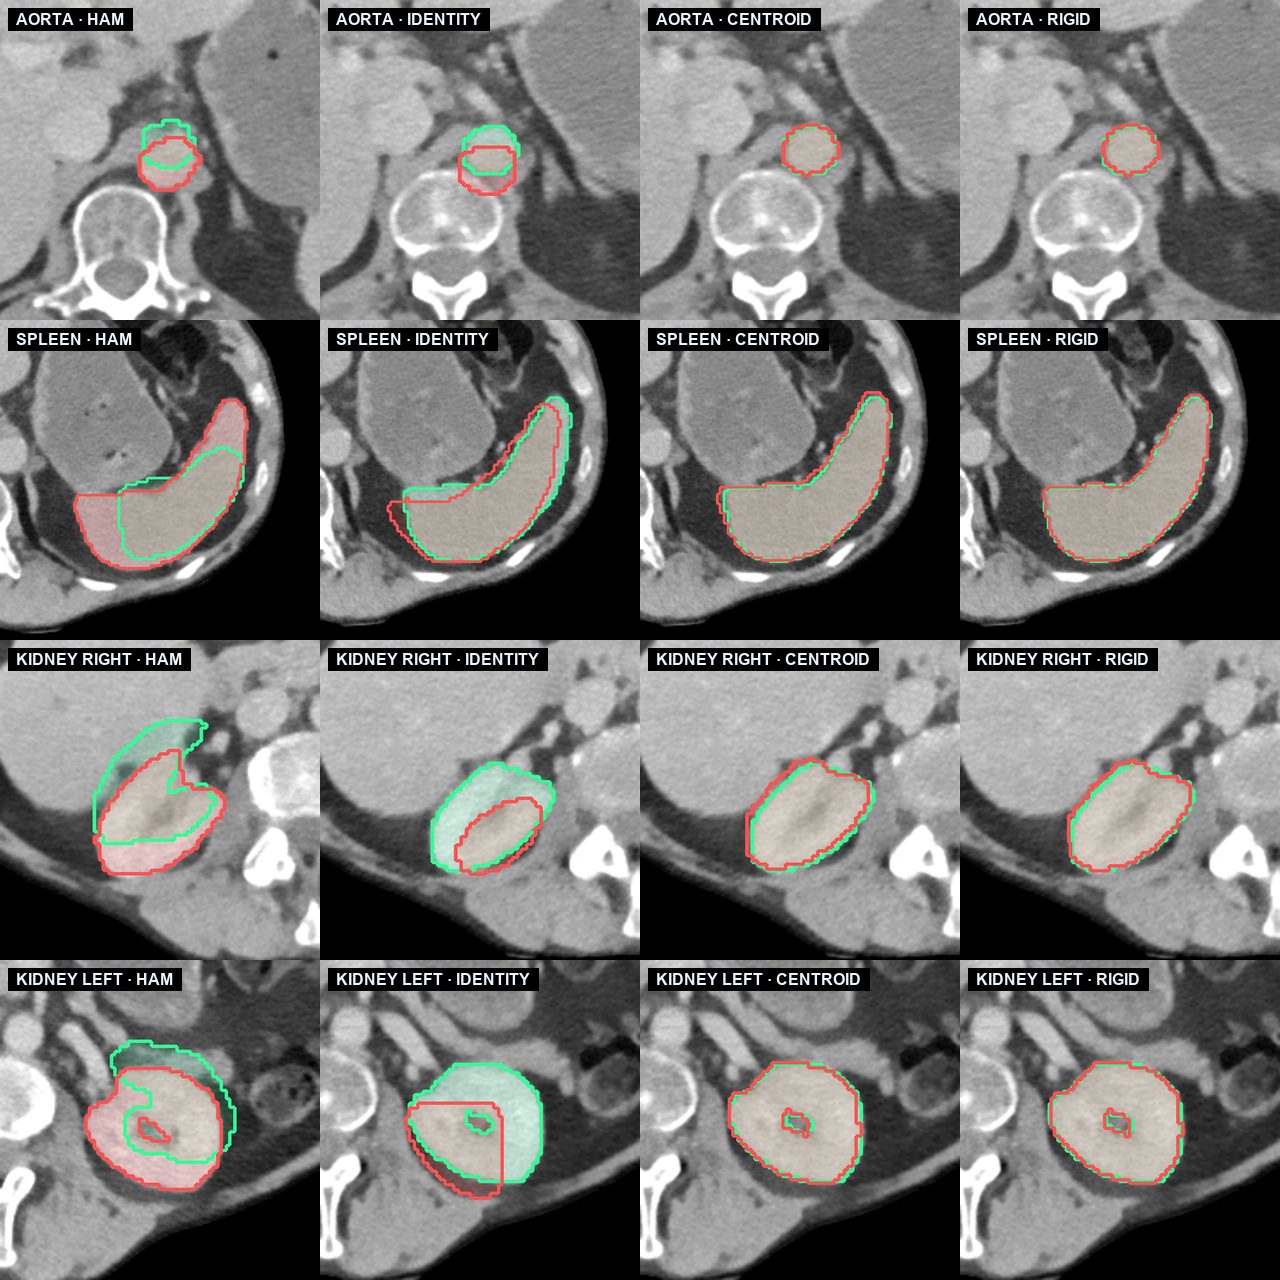 AORTA · HAM
AORTA · IDENTITY
AORTA · CENTROID
AORTA · RIGID
SPLEEN · HAM
SPLEEN · IDENTITY
SPLEEN · CENTROID
SPLEEN · RIGID
KIDNEY RIGHT · HAM
KIDNEY RIGHT · IDENTITY
KIDNEY RIGHT · CENTROID
KIDNEY RIGHT · RIGID
KIDNEY LEFT · HAM
KIDNEY LEFT · IDENTITY
KIDNEY LEFT · CENTROID
KIDNEY LEFT · RIGID